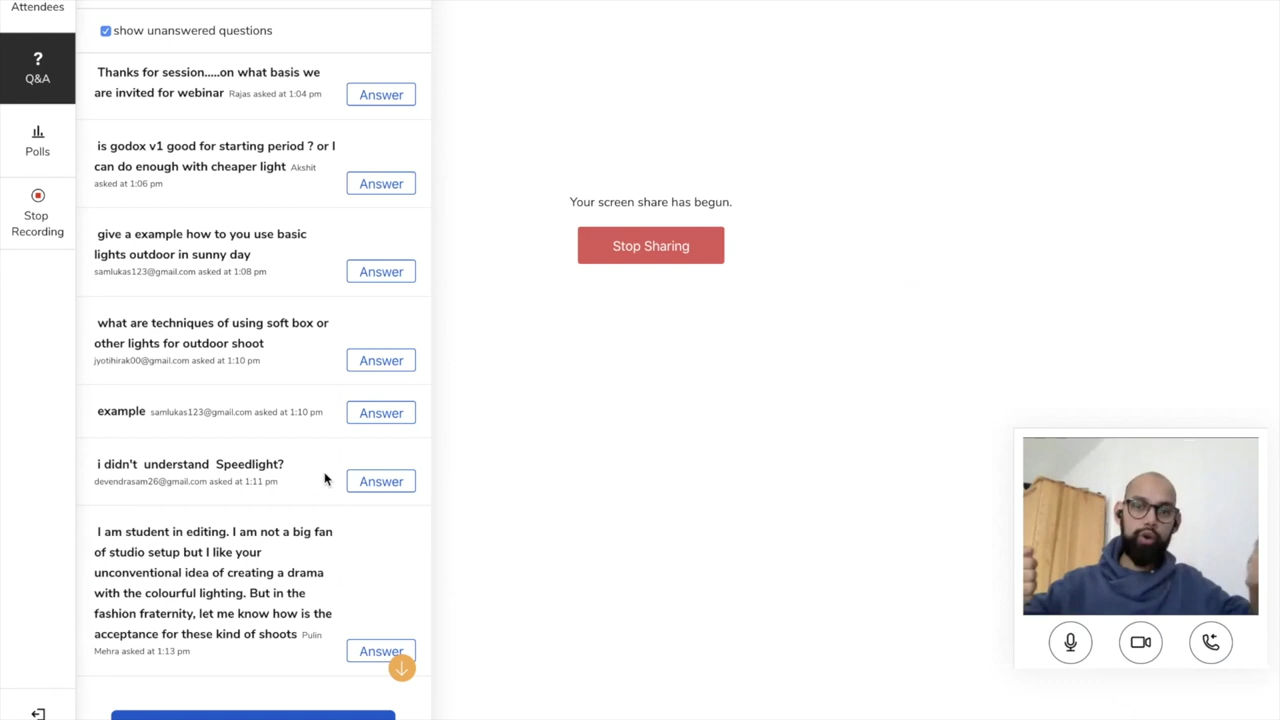 Attendees
?
Q&A
Polls
Stop
Recording
show unanswered questions
Thanks for session.....on what basis we
are invited for webinar Rajas asked at 1:04 pm
Answer
is godox v1 good for starting period ? or I
can do enough with cheaper light Akshit
asked at 1:06 pm
Answer
give a example how to you use basic
lights outdoor in sunny day
samlukas123@gmail.com asked at 1:08 pm
Answer
what are techniques of using soft box or
other lights for outdoor shoot
jyotihirak00@gmail.com asked at 1:10 pm
Answer
example samlukas123@gmail.com asked at 1:10 pm
Answer
i didn't understand Speedlight?
devendrasam26@gmail.com asked at 1:11 pm
Answer
I am student in editing. I am not a big fan
of studio setup but I like your
unconventional idea of creating a drama
with the colourful lighting. But in the
fashion fraternity, let me know how is the
acceptance for these kind of shoots Pulin
Mehra asked at 1:13 pm
Answer
Your screen share has begun.
Stop Sharing